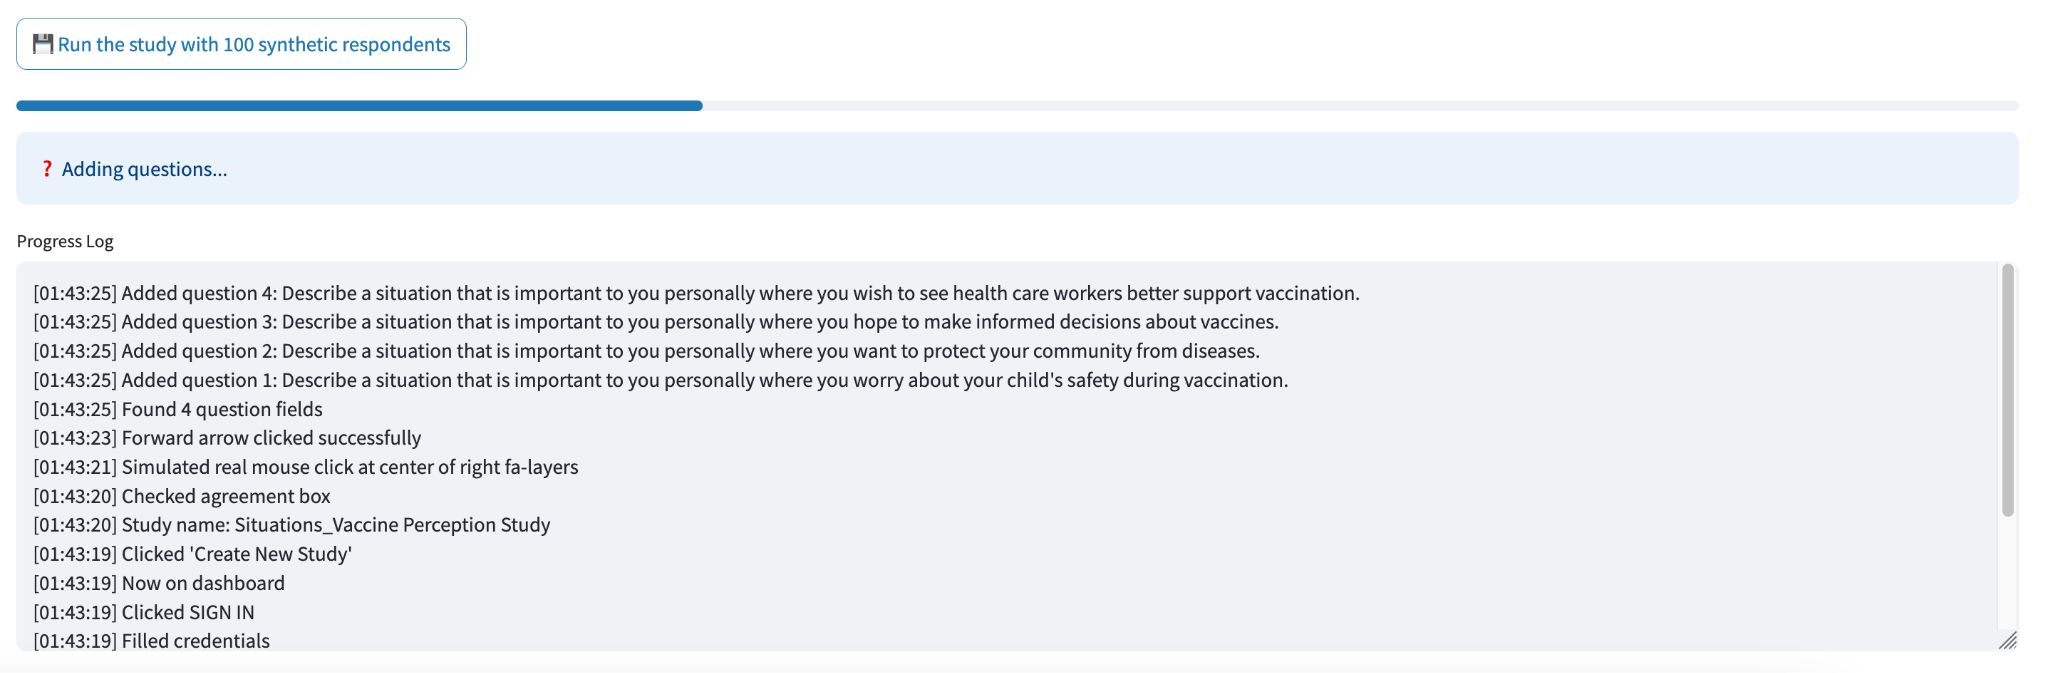 💾 Run the study with 100 synthetic respondents
❓ Adding questions...
Progress Log
[01:43:25] Added question 4: Describe a situation that is important to you personally where you wish to see health care workers better support vaccination.
[01:43:25] Added question 3: Describe a situation that is important to you personally where you hope to make informed decisions about vaccines.
[01:43:25] Added question 2: Describe a situation that is important to you personally where you want to protect your community from diseases.
[01:43:25] Added question 1: Describe a situation that is important to you personally where you worry about your child's safety during vaccination.
[01:43:25] Found 4 question fields
[01:43:23] Forward arrow clicked successfully
[01:43:21] Simulated real mouse click at center of right fa-layers
[01:43:20] Checked agreement box
[01:43:20] Study name: Situations_Vaccine Perception Study
[01:43:19] Clicked 'Create New Study'
[01:43:19] Now on dashboard
[01:43:19] Clicked SIGN IN
[01:43:19] Filled credentials